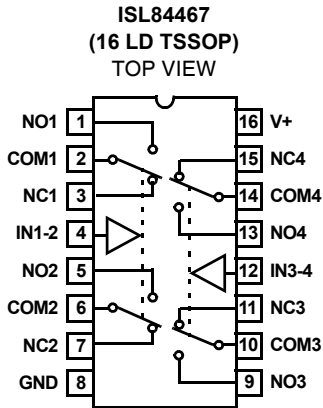 ISL84467
(16 LD TSSOP)
TOP VIEW
NO1 1 16 V+
COM1 2 15 NC4
NC1 3 14 COM4
IN1-2 4 13 NO4
NO2 5 12 IN3-4
COM2 6 11 NC3
NC2 7 10 COM3
GND 8 9 NO3